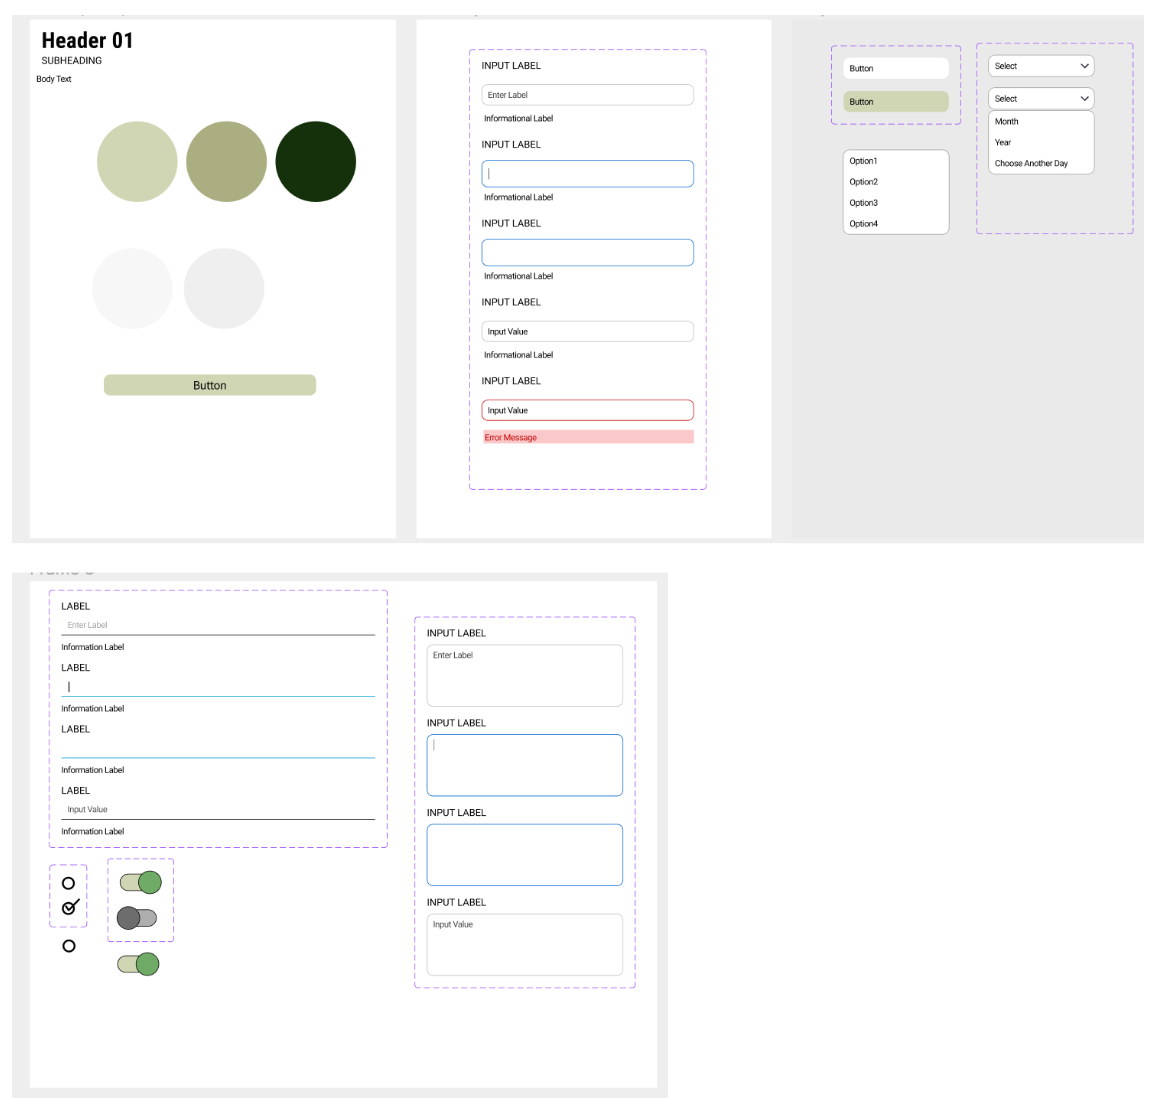 Header 01
SUBHEADING
Body Text
Button
INPUT LABEL
Enter Label
Informational Label
INPUT LABEL
Informational Label
INPUT LABEL
Informational Label
INPUT LABEL
Input Value
Informational Label
INPUT LABEL
Input Value
Error Message
Button
Button
Option1
Option2
Option3
Option4
Select
Select
Month
Year
Choose Another Day
LABEL
Enter Label
Information Label
LABEL
Information Label
LABEL
Information Label
LABEL
Input Value
Information Label
INPUT LABEL
Enter Label
INPUT LABEL
INPUT LABEL
INPUT LABEL
Input Value